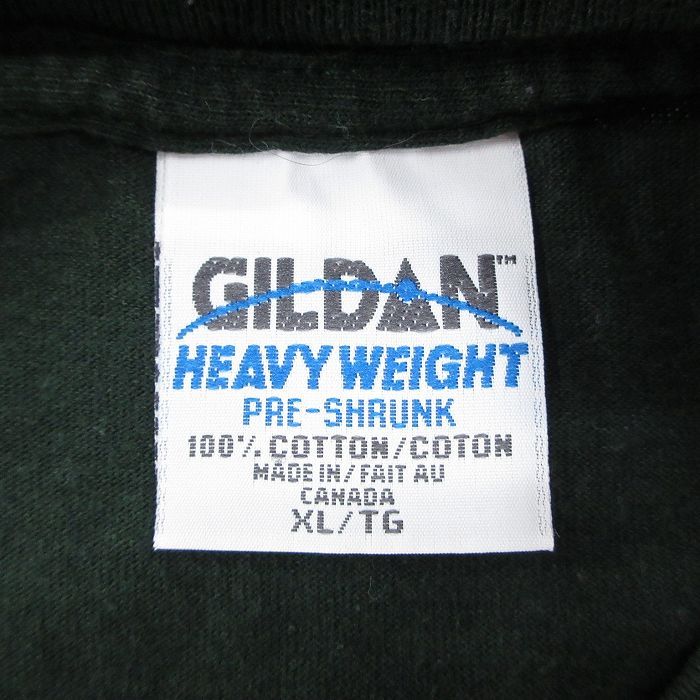 GILDAN™
HEAVY WEIGHT
PRE-SHRUNK
100% COTTON/COTON
MADE IN/FAIT AU
CANADA
XL/TG